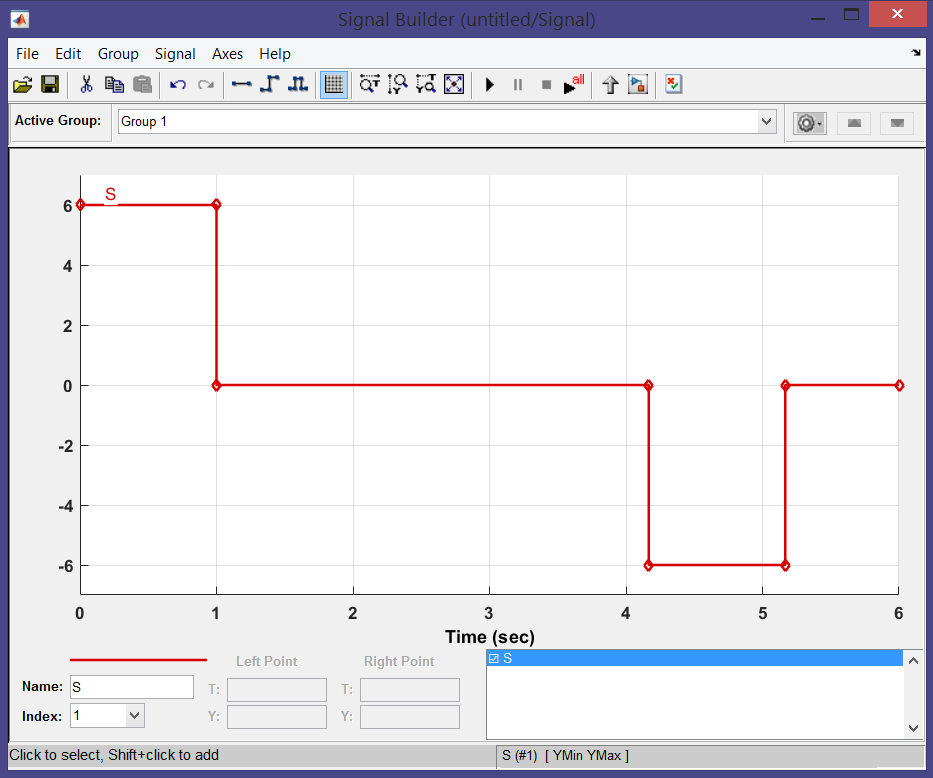 Signal Builder (untitled/Signal)
File Edit Group Signal Axes Help
all
Active Group: Group 1
S
6
4
2
0
-2
-4
-6
0 1 2 3 4 5 6
Time (sec)
Left Point Right Point
Name: S T: T:
Index: 1 Y: Y:
S
Click to select, Shift+click to add S (#1) [ YMin YMax ]